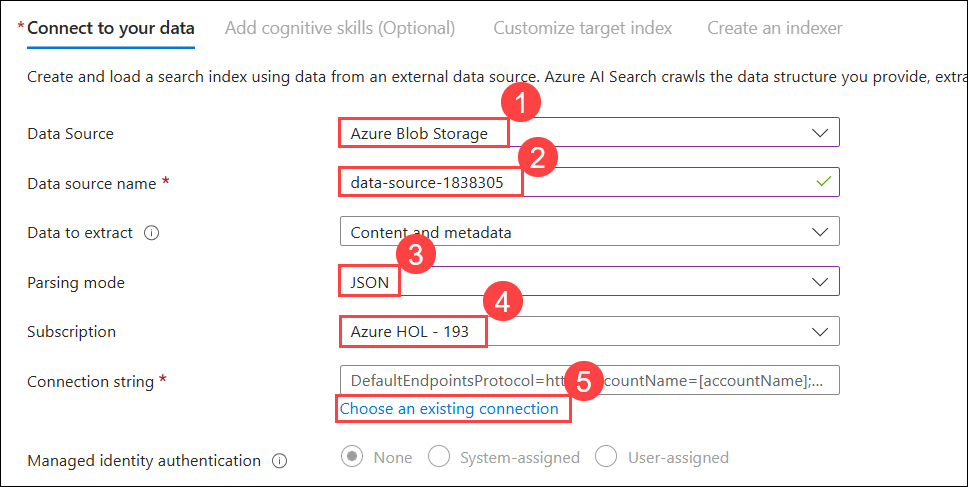 * Connect to your data Add cognitive skills (Optional) Customize target index Create an indexer
Create and load a search index using data from an external data source. Azure AI Search crawls the data structure you provide,
1
Data Source Azure Blob Storage
2
Data source name * data-source-1838305
Data to extract Content and metadata
3
Parsing mode JSON
4
Subscription Azure HOL - 193
5
Connection string * DefaultEndpointsProtocol=htt ccountName=[accountName];...
Choose an existing connection
Managed identity authentication None System-assigned User-assigned